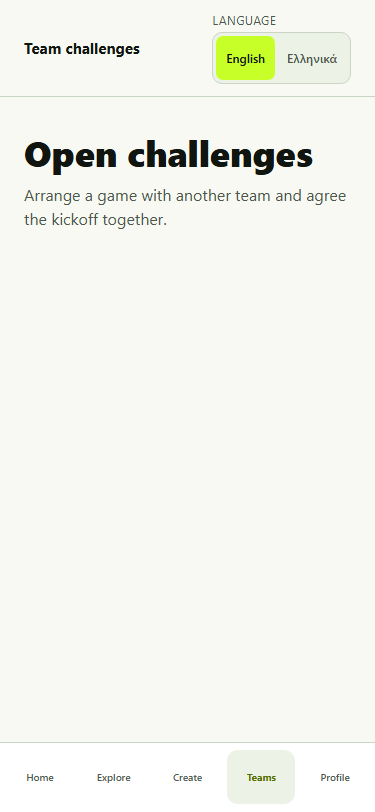 LANGUAGE
Team challenges
English
Ελληνικά
Open challenges
Arrange a game with another team and agree
the kickoff together.
Home
Explore
Create
Teams
Profile